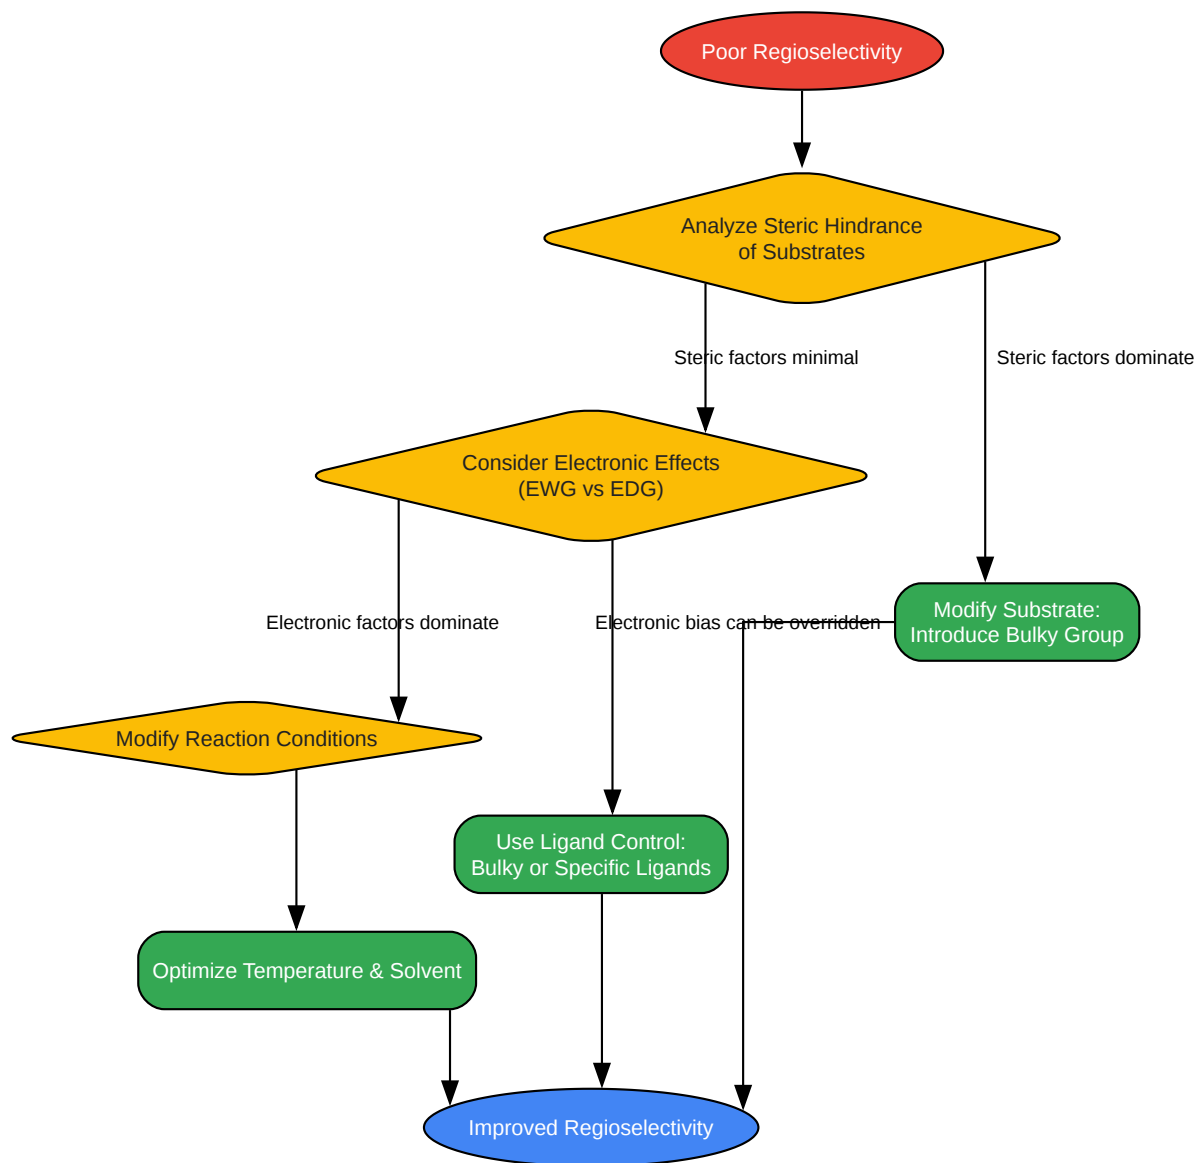 Poor Regioselectivity
Analyze Steric Hindrance
of Substrates
Steric factors minimal
Steric factors dominate
Consider Electronic Effects
(EWG vs EDG)
Electronic factors dominate
Electronic bias can be overridden
Modify Substrate:
Introduce Bulky Group
Modify Reaction Conditions
Use Ligand Control:
Bulky or Specific Ligands
Optimize Temperature & Solvent
Improved Regioselectivity